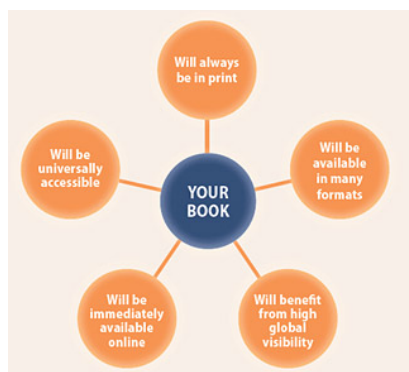 Will always
be in print
Will be
universally
accessible
YOUR
BOOK
Will be
available
in many
formats
Will be
immediately
available
online
Will benefit
from high
global
visibility